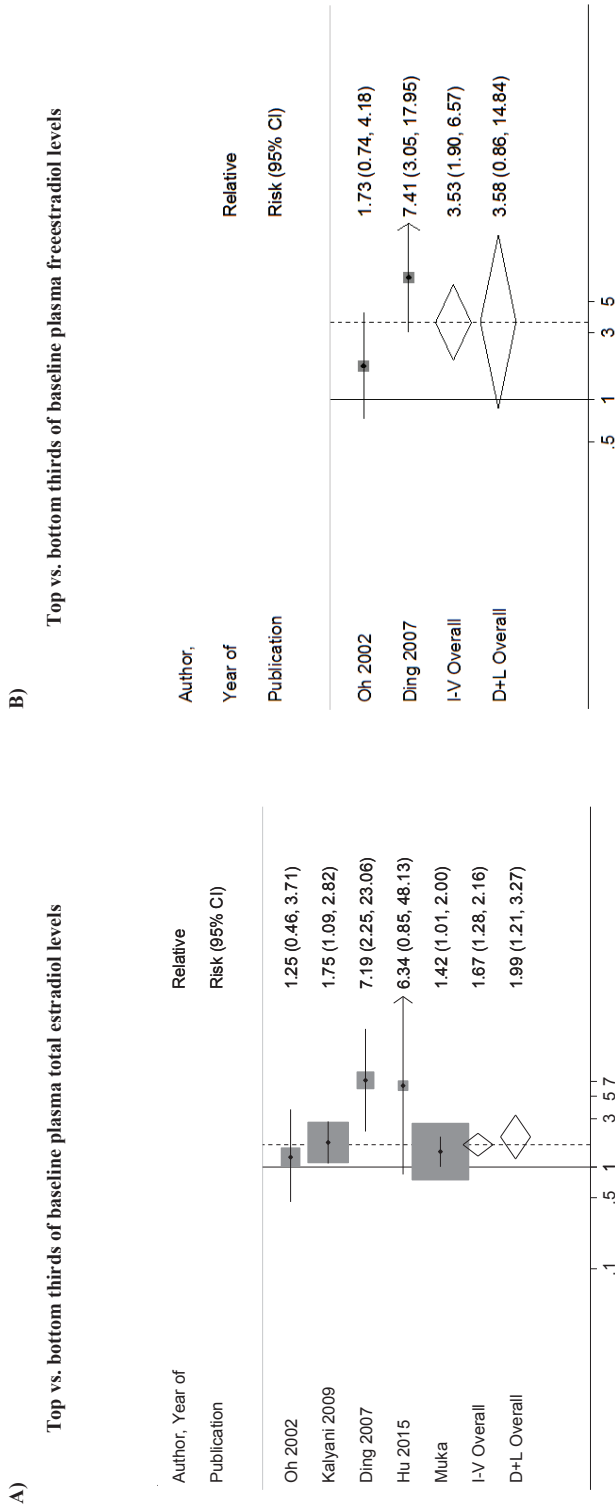 A)
Top vs. bottom thirds of baseline plasma total estradiol levels
Author, Year of Relative
Publication Risk (95% CI)
Oh 2002 1.25 (0.46, 3.71)
Kalyani 2009 1.75 (1.09, 2.82)
Ding 2007 7.19 (2.25, 23.06)
Hu 2015 6.34 (0.85, 48.13)
Muka 1.42 (1.01, 2.00)
I-V Overall 1.67 (1.28, 2.16)
D+L Overall 1.99 (1.21, 3.27)
.1 .5 1 3 5 7
B)
Top vs. bottom thirds of baseline plasma freeestradiol levels
Author,
Year of Relative
Publication Risk (95% CI)
Oh 2002 1.73 (0.74, 4.18)
Ding 2007 7.41 (3.05, 17.95)
I-V Overall 3.53 (1.90, 6.57)
D+L Overall 3.58 (0.86, 14.84)
.5 1 3 5